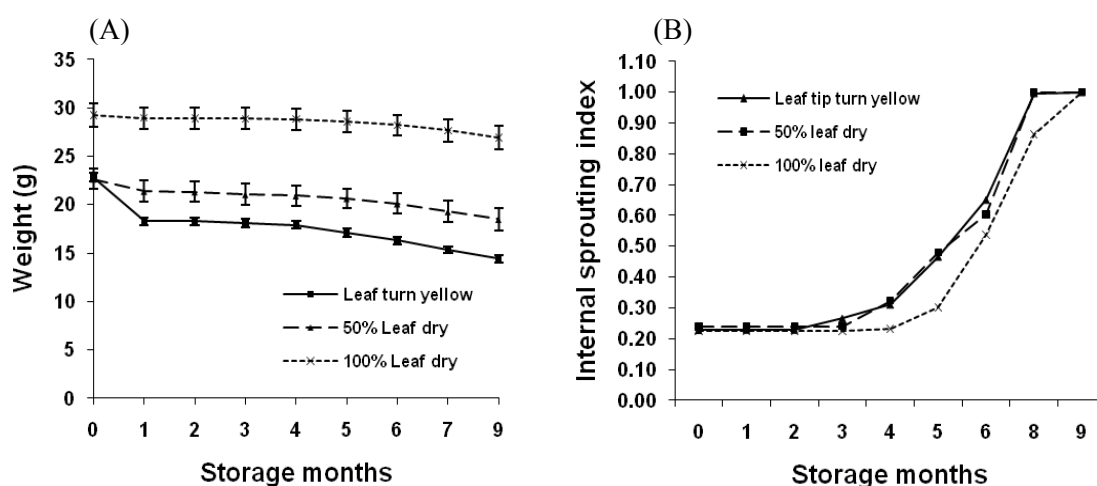 (A)
35
30
25
20
15
10
5
0
Weight (g)
Leaf turn yellow
50% Leaf dry
100% Leaf dry
0 1 2 3 4 5 6 7 8 9
Storage months
(B)
1.10
1.00
0.90
0.80
0.70
0.60
0.50
0.40
0.30
0.20
0.10
0.00
Internal sprouting index
Leaf tip turn yellow
50% leaf dry
100% leaf dry
0 1 2 3 4 5 6 8 9
Storage months